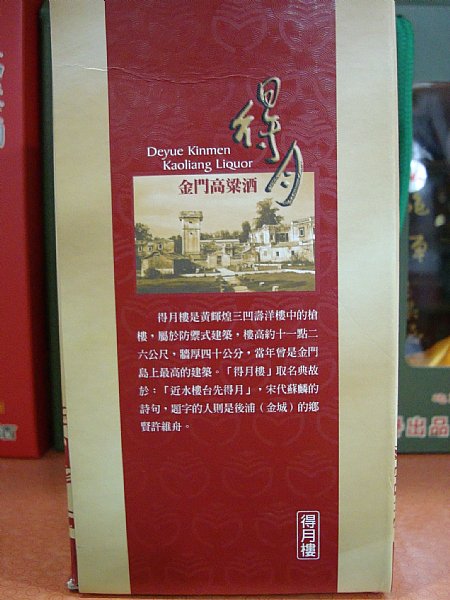 得月
Deyue Kinmen
Kaoliang Liquor
金門高粱酒
得月樓是黃輝煌三凹壽洋樓中的槍
樓，屬於防禦式建築，樓高約十一點二
六公尺，牆厚四十公分，當年曾是金門
島上最高的建築。「得月樓」取名典故
於：「近水樓台先得月」，宋代蘇麟的
詩句，題字的人則是後浦（金城）的鄉
賢許維舟。
得月樓
出品